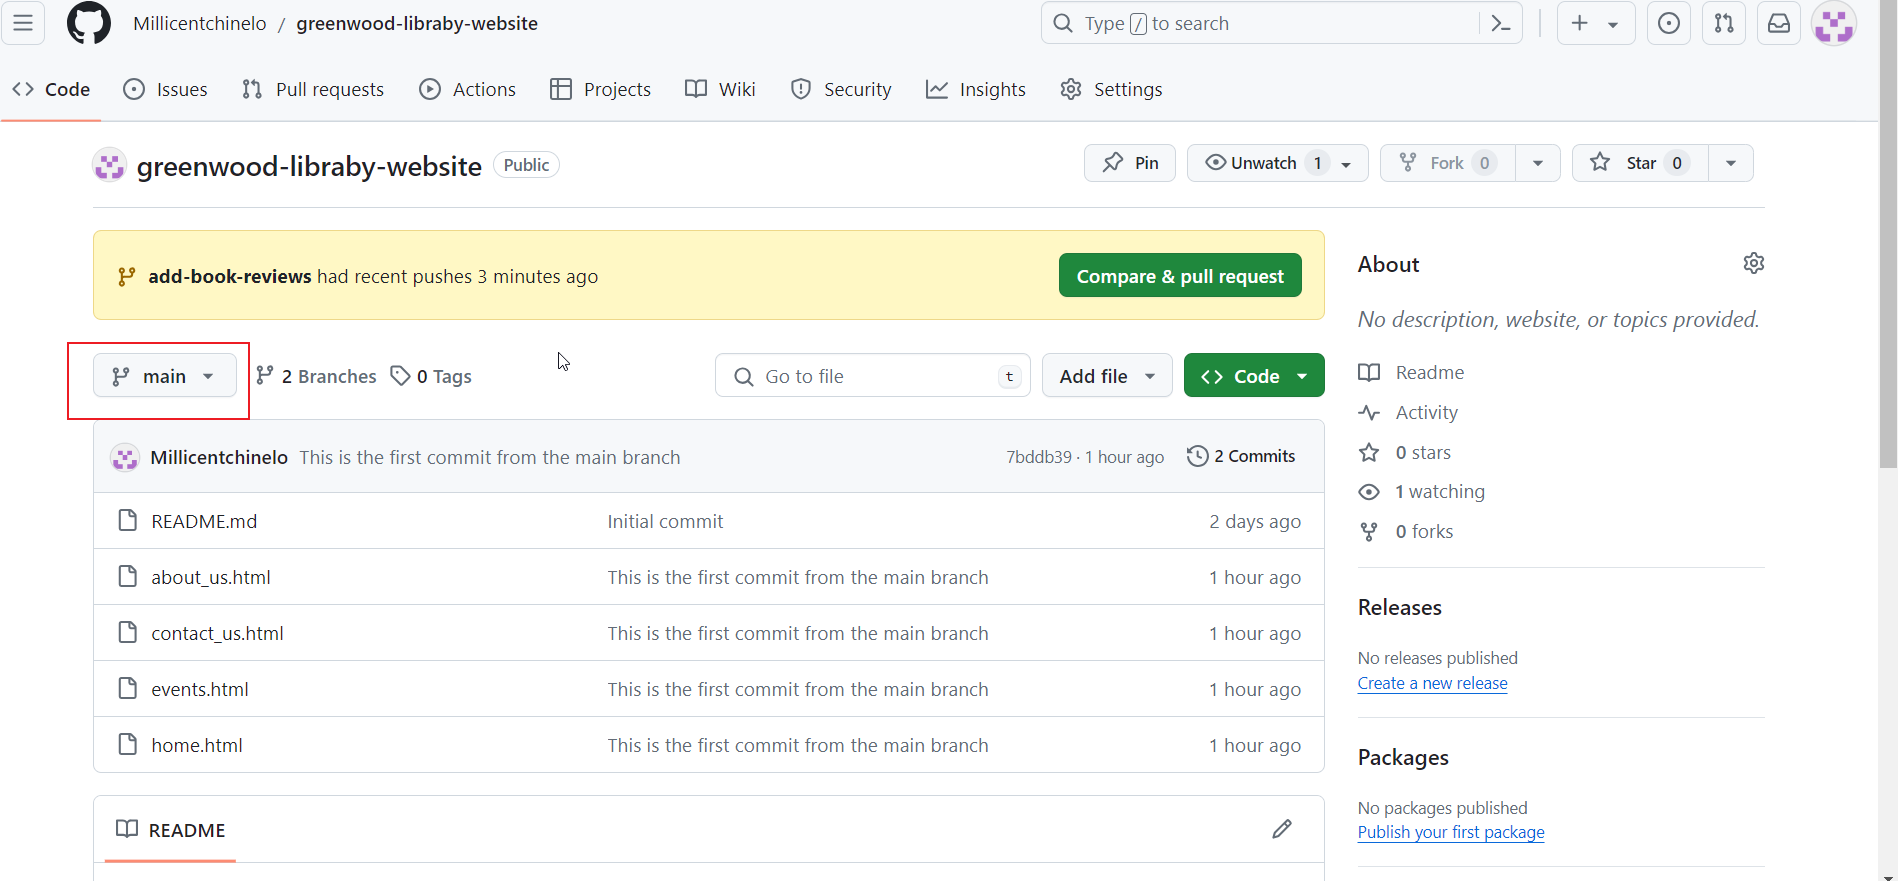 Millicentchinelo / greenwood-libraby-website
Type / to search
Code Issues Pull requests Actions Projects Wiki Security Insights Settings
greenwood-libraby-website Public
Pin Unwatch 1 Fork 0 Star 0
add-book-reviews had recent pushes 3 minutes ago
Compare & pull request
main 2 Branches 0 Tags
Go to file t
Add file
<> Code
Millicentchinelo This is the first commit from the main branch 7bddb39 · 1 hour ago 2 Commits
README.md Initial commit 2 days ago
about_us.html This is the first commit from the main branch 1 hour ago
contact_us.html This is the first commit from the main branch 1 hour ago
events.html This is the first commit from the main branch 1 hour ago
home.html This is the first commit from the main branch 1 hour ago
README
About
No description, website, or topics provided.
Readme
Activity
0 stars
1 watching
0 forks
Releases
No releases published
Create a new release
Packages
No packages published
Publish your first package